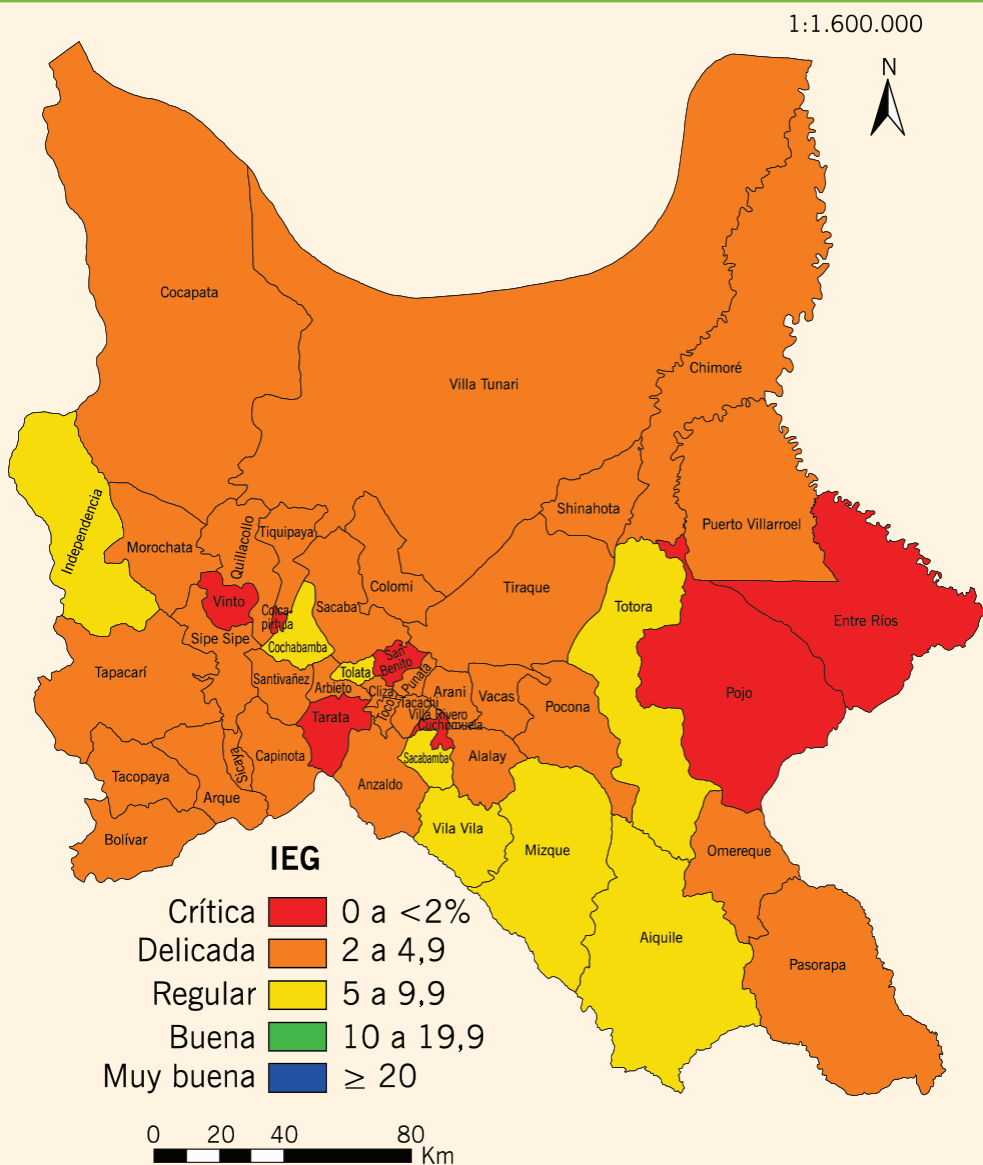 1:1.600.000
N
Cocapata
Villa Tunari
Chimoré
Independencia
Morochata
Quillacollo
Tiquipaya
Shinahota
Puerto Villarroel
Vinto
Colca-
pirhua
Sacaba
Colomi
Tiraque
Totora
Entre Ríos
Sipe Sipe
Cochabamba
Tapacarí
Santivañez
Tolata
San
Benito
Punata
Arbieto
Cliza
Toco
Tacachi
Arani
Vacas
Pocona
Pojo
Tarata
Villa Rivero
Cuchumuela
Capinota
Sicaya
Sacabamba
Alalay
Tacopaya
Arque
Anzaldo
Bolívar
Vila Vila
Mizque
Omereque
Aiquile
Pasorapa
IEG
Crítica 0 a <2%
Delicada 2 a 4,9
Regular 5 a 9,9
Buena 10 a 19,9
Muy buena ≥ 20
0 20 40 80
Km